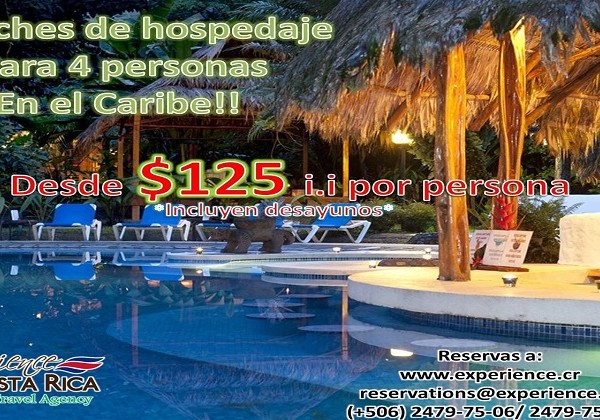 ches de hospedaje
ara 4 personas
En el Caribe!!
Desde $125 i.i por persona
*Incluyen desayunos*
Reservas a:
www.experience.cr
reservations@experience.
(+506) 2479-75-06/ 2479-75
ience
STA RICA
ravel Agency